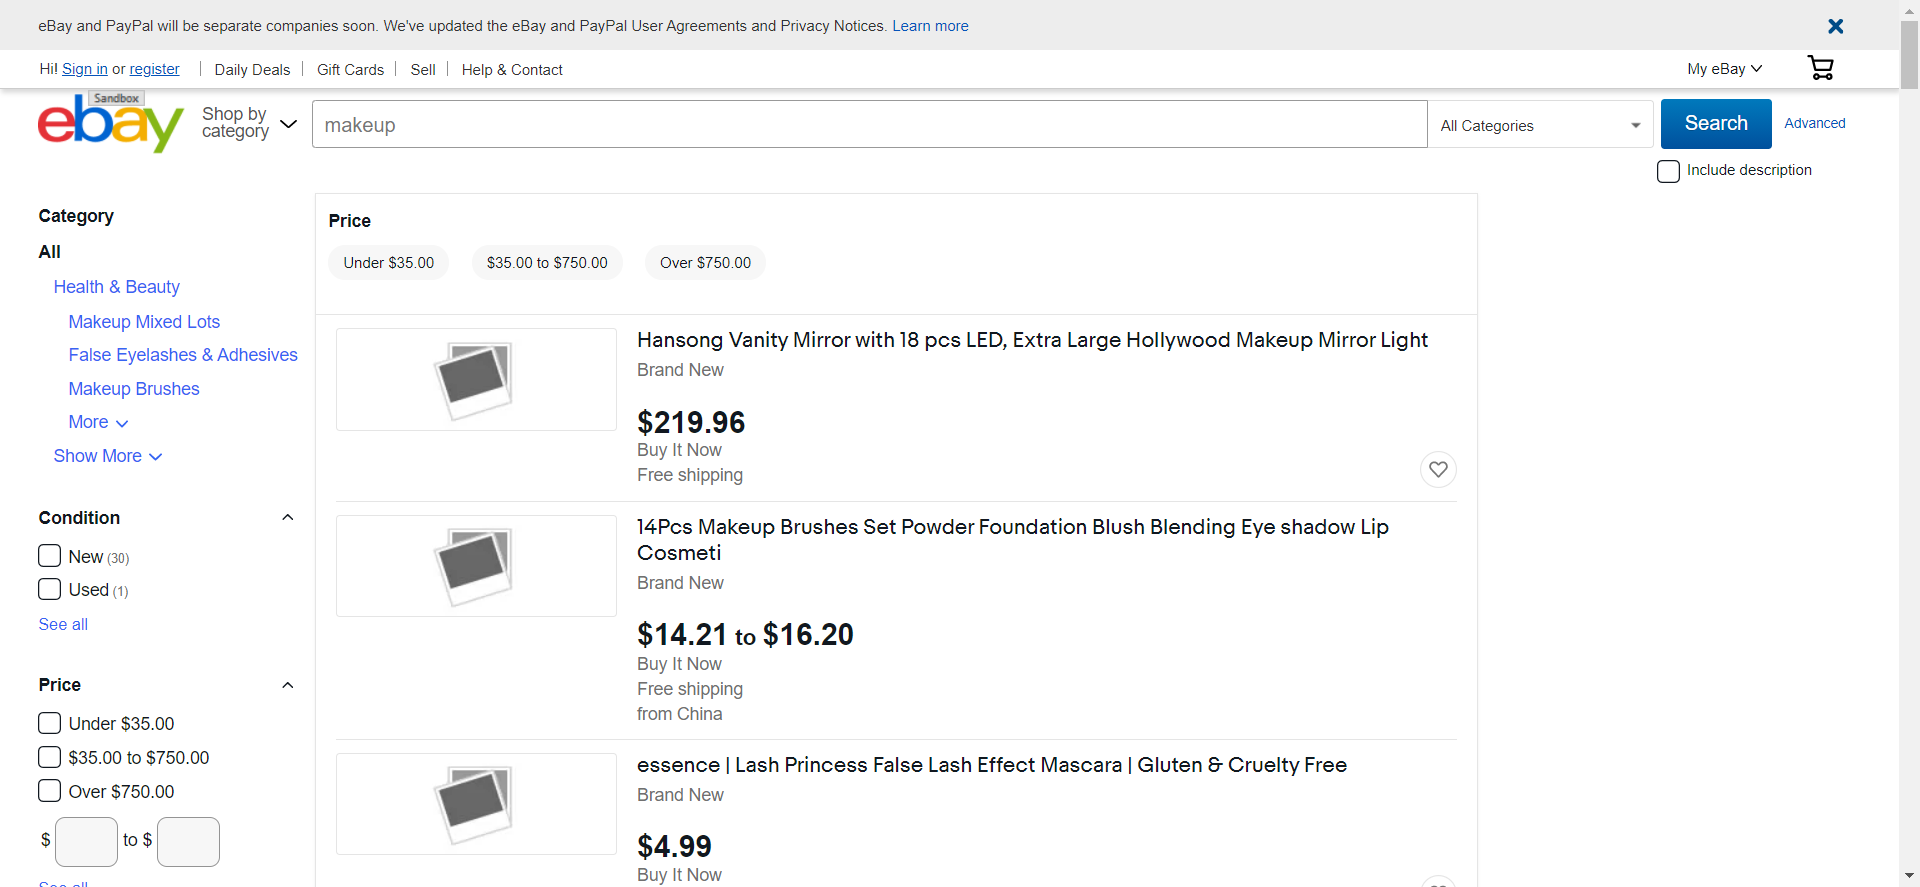 eBay and PayPal will be separate companies soon. We've updated the eBay and PayPal User Agreements and Privacy Notices. Learn more
Hi! Sign in or register
Daily Deals
Gift Cards
Sell
Help & Contact
My eBay
Sandbox
ebay
Shop by
category
makeup
All Categories
Search
Advanced
Include description
Category
All
Health & Beauty
Makeup Mixed Lots
False Eyelashes & Adhesives
Makeup Brushes
More
Show More
Condition
New (30)
Used (1)
See all
Price
Under $35.00
$35.00 to $750.00
Over $750.00
$ to $
See all
Price
Under $35.00
$35.00 to $750.00
Over $750.00
Hansong Vanity Mirror with 18 pcs LED, Extra Large Hollywood Makeup Mirror Light
Brand New
$219.96
Buy It Now
Free shipping
14Pcs Makeup Brushes Set Powder Foundation Blush Blending Eye shadow Lip
Cosmeti
Brand New
$14.21 to $16.20
Buy It Now
Free shipping
from China
essence | Lash Princess False Lash Effect Mascara | Gluten & Cruelty Free
Brand New
$4.99
Buy It Now